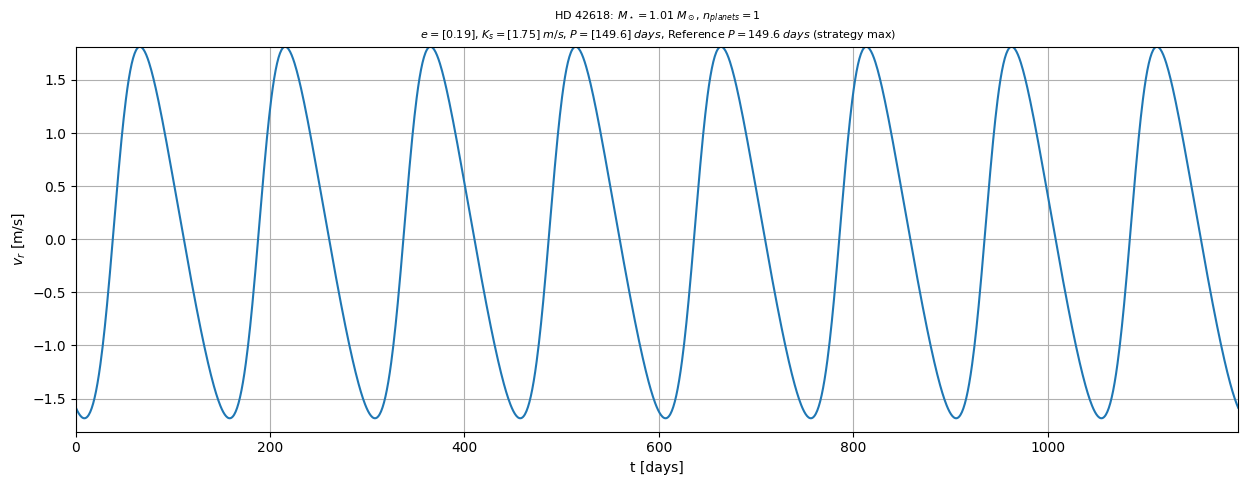 HD 42618: $M_\star = 1.01\ M_\odot$, $n_{planets} = 1$
$e = [0.19]$, $K_s = [1.75]\ m/s$, $P = [149.6]\ days$, Reference $P = 149.6\ days$ (strategy max)
1.5
1.0
0.5
0.0
−0.5
−1.0
−1.5
$v_r$ [m/s]
0 200 400 600 800 1000
t [days]